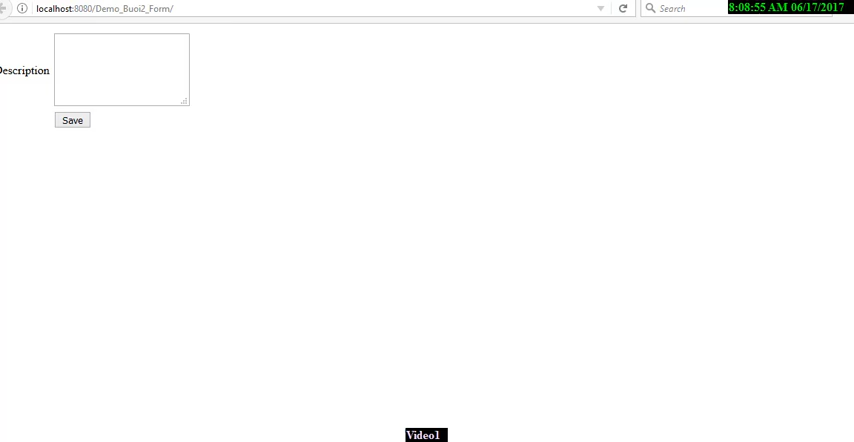 localhost:8080/Demo_Buoi2_Form/
Search
8:08:55 AM 06/17/2017
Description
Save
Video1